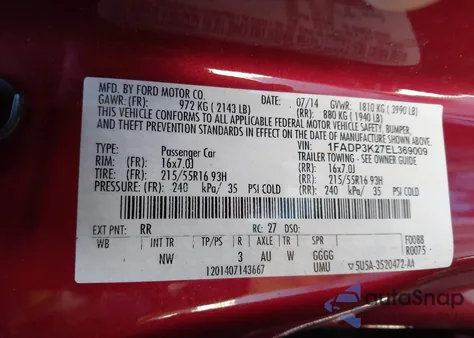 MFD. BY FORD MOTOR CO.
DATE: 07/14 GVWR: 1810 KG ( 3990 LB)
GAWR: (FR): 972 KG ( 2143 LB) (RR): 880 KG ( 1940 LB)
THIS VEHICLE CONFORMS TO ALL APPLICABLE FEDERAL MOTOR VEHICLE SAFETY, BUMPER,
AND THEFT PREVENTION STANDARDS IN EFFECT ON THE DATE OF MANUFACTURE SHOWN ABOVE.
VIN: 1FADP3K27EL369009
TYPE: Passenger Car TRAILER TOWING -
RIM: (FR) 16x7.0J (RR) 16x7.0J
TIRE: (FR) 215/55R16 93H (RR) 215/55R16 93H
PRESSURE: (FR) 240 kPa/ 35 PSI COLD (RR) 240 kPa/ 35 PSI COLD
EXT PNT: RR RC: 27 DSO:
WB INT TR TP/PS R AXLE TR SPR F0088
NW 3 AU W GGGG R0075
1201407143667 UMU ▽5U5A-3520472-AA
autoSnap